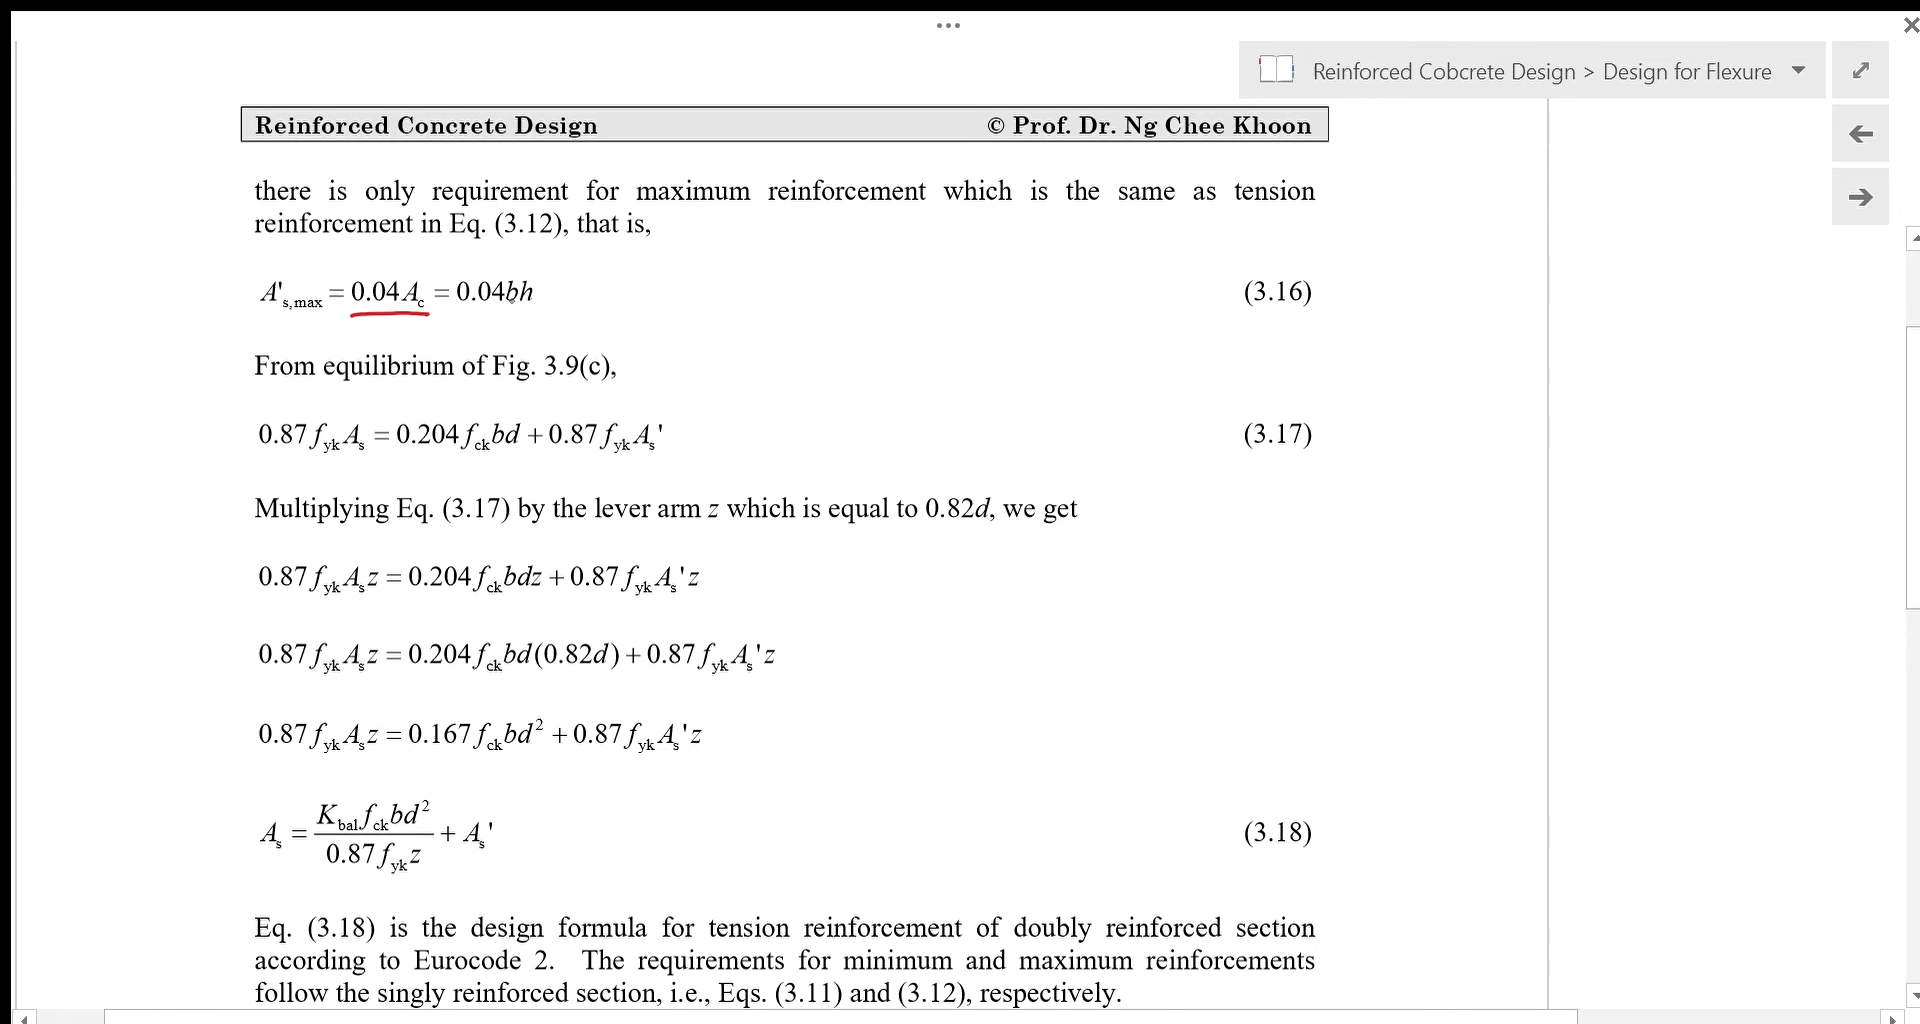 ...
Reinforced Cobcrete Design > Design for Flexure
Reinforced Concrete Design © Prof. Dr. Ng Chee Khoon
there is only requirement for maximum reinforcement which is the same as tension
reinforcement in Eq. (3.12), that is,
A's,max = 0.04Ac = 0.04bh (3.16)
From equilibrium of Fig. 3.9(c),
0.87fykAs = 0.204fckbd + 0.87fykAs' (3.17)
Multiplying Eq. (3.17) by the lever arm z which is equal to 0.82d, we get
0.87fykAsz = 0.204fckbdz + 0.87fykAs'z
0.87fykAsz = 0.204fckbd(0.82d) + 0.87fykAs'z
0.87fykAsz = 0.167fckbd² + 0.87fykAs'z
As = Kbalfckbd² / 0.87fykz + As' (3.18)
Eq. (3.18) is the design formula for tension reinforcement of doubly reinforced section
according to Eurocode 2. The requirements for minimum and maximum reinforcements
follow the singly reinforced section, i.e., Eqs. (3.11) and (3.12), respectively.